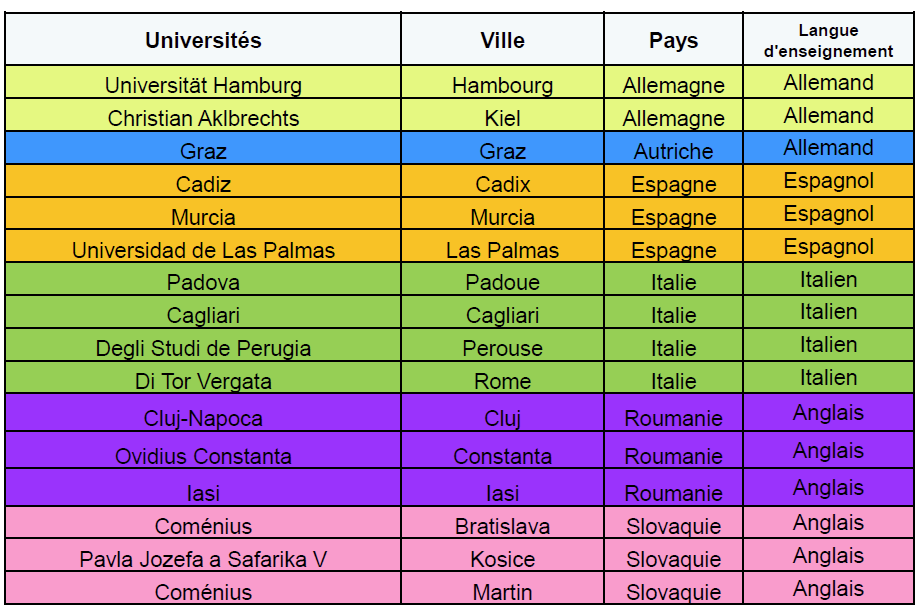 Universités Ville Pays Langue d'enseignement
Universität Hamburg Hambourg Allemagne Allemand
Christian Aklbrechts Kiel Allemagne Allemand
Graz Graz Autriche Allemand
Cadiz Cadix Espagne Espagnol
Murcia Murcia Espagne Espagnol
Universidad de Las Palmas Las Palmas Espagne Espagnol
Padova Padoue Italie Italien
Cagliari Cagliari Italie Italien
Degli Studi de Perugia Perouse Italie Italien
Di Tor Vergata Rome Italie Italien
Cluj-Napoca Cluj Roumanie Anglais
Ovidius Constanta Constanta Roumanie Anglais
Iasi Iasi Roumanie Anglais
Coménius Bratislava Slovaquie Anglais
Pavla Jozefa a Safarika V Kosice Slovaquie Anglais
Coménius Martin Slovaquie Anglais